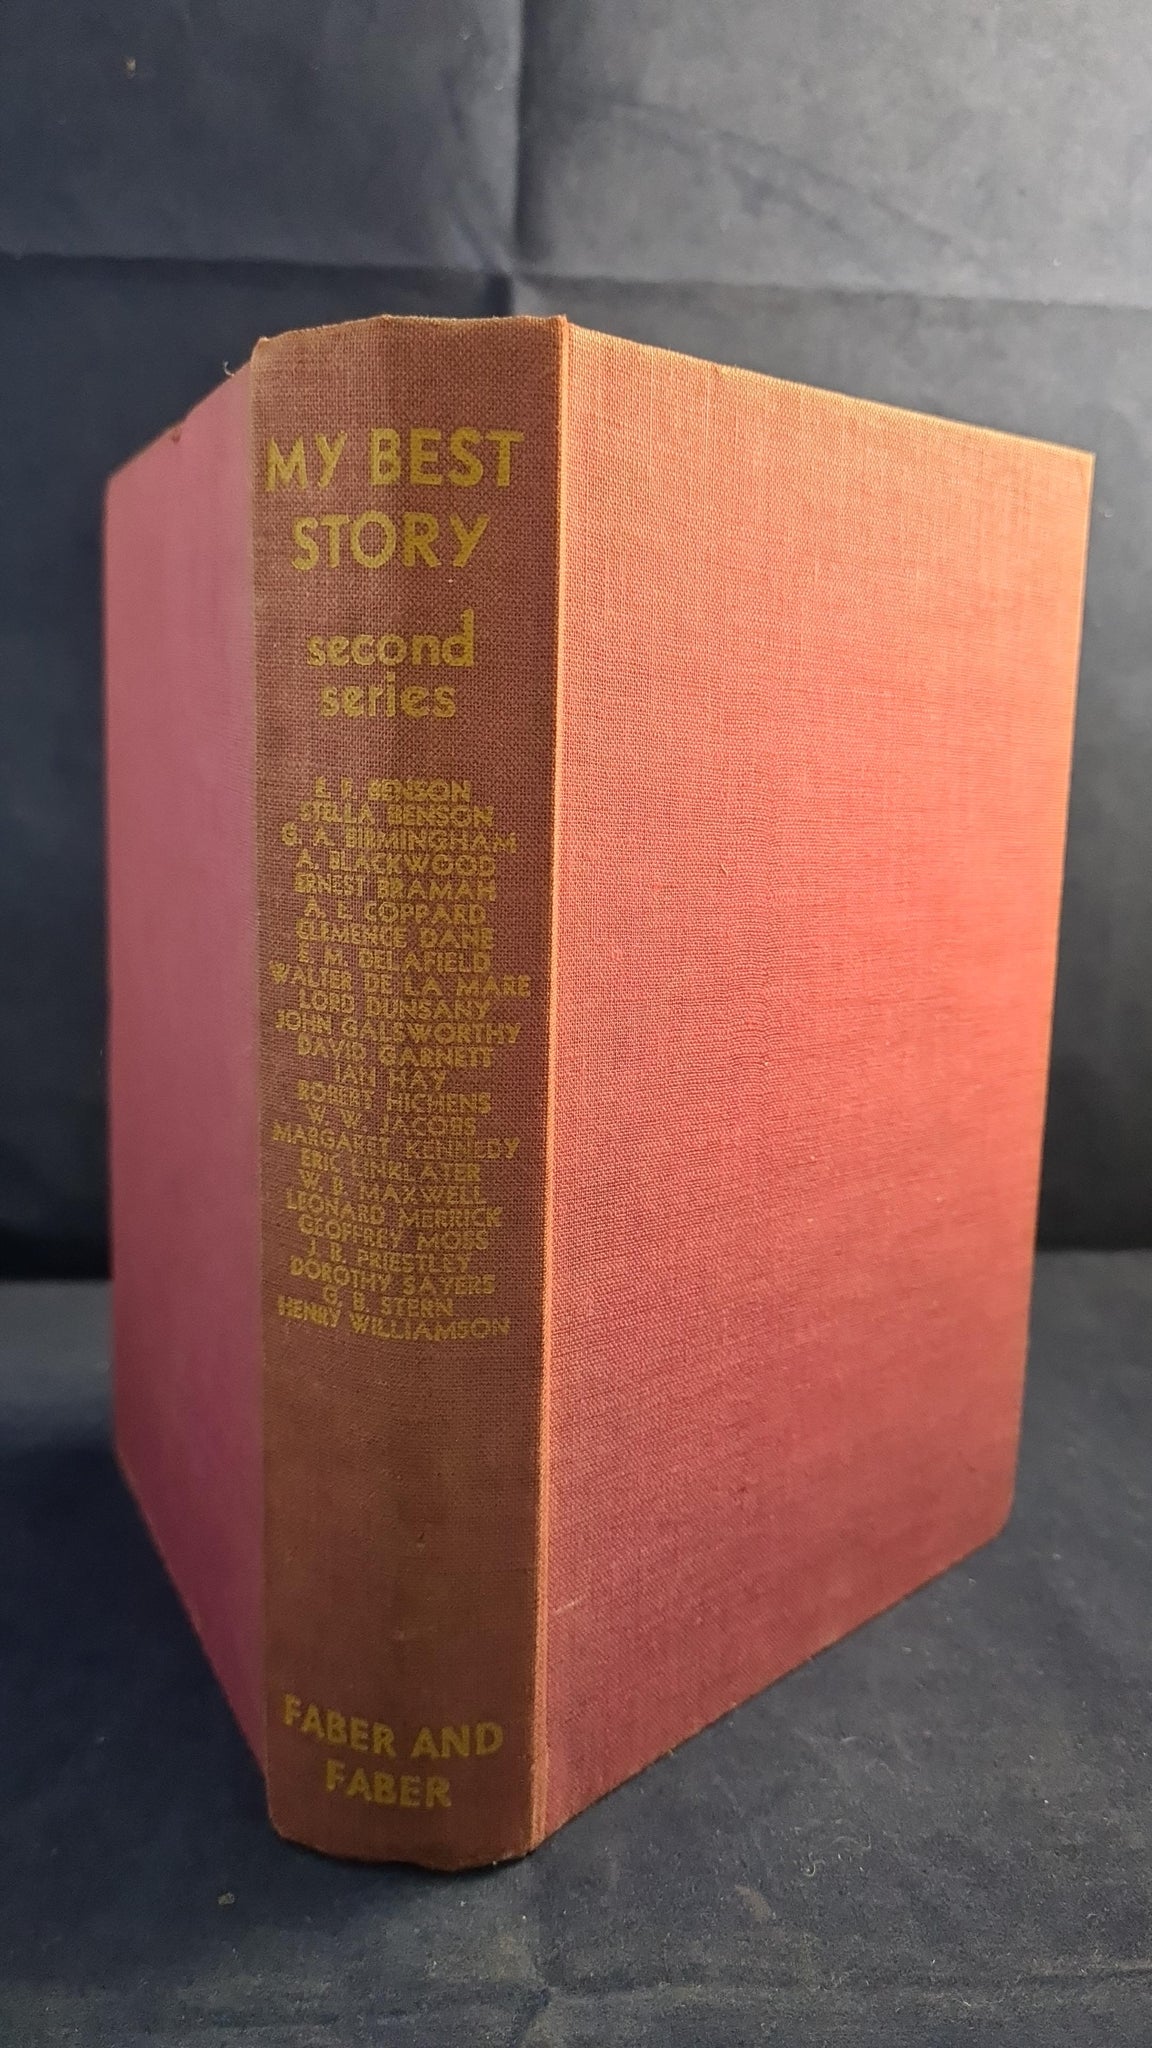 MY BEST
STORY
second
series
E. F. BENSON
STELLA BENSON
G. A. BIRMINGHAM
A. BLACKWOOD
ERNEST BRAMAH
A. E. COPPARD
CLEMENCE DANE
E. M. DELAFIELD
WALTER DE LA MARE
LORD DUNSANY
JOHN GALSWORTHY
DAVID GARNETT
IAN HAY
ROBERT HICHENS
W. W. JACOBS
MARGARET KENNEDY
ERIC LINKLATER
W. B. MAXWELL
LEONARD MERRICK
GEOFFREY MOSS
J. B. PRIESTLEY
DOROTHY SAYERS
G. B. STERN
HENRY WILLIAMSON
FABER AND
FABER